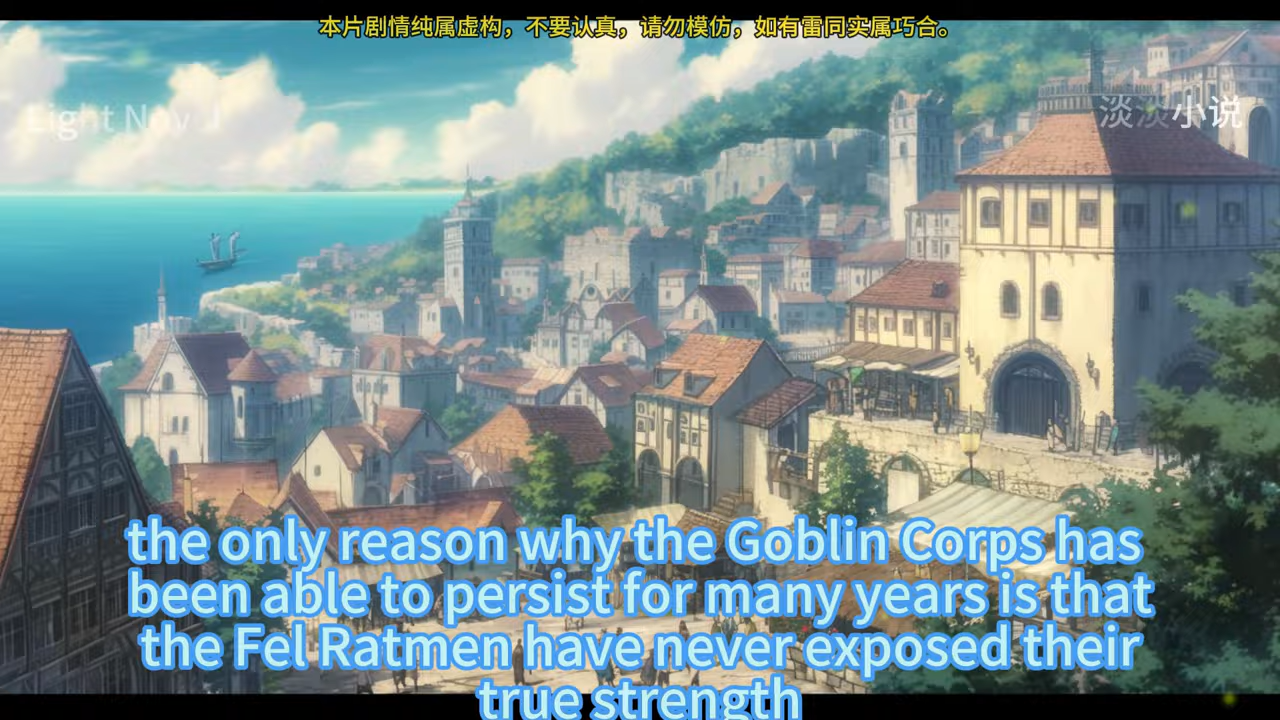 本片剧情纯属虚构，不要认真，请勿模仿，如有雷同实属巧合。
Light Nov
淡淡小说
the only reason why the Goblin Corps has
been able to persist for many years is that
the Fel Ratmen have never exposed their
true strength